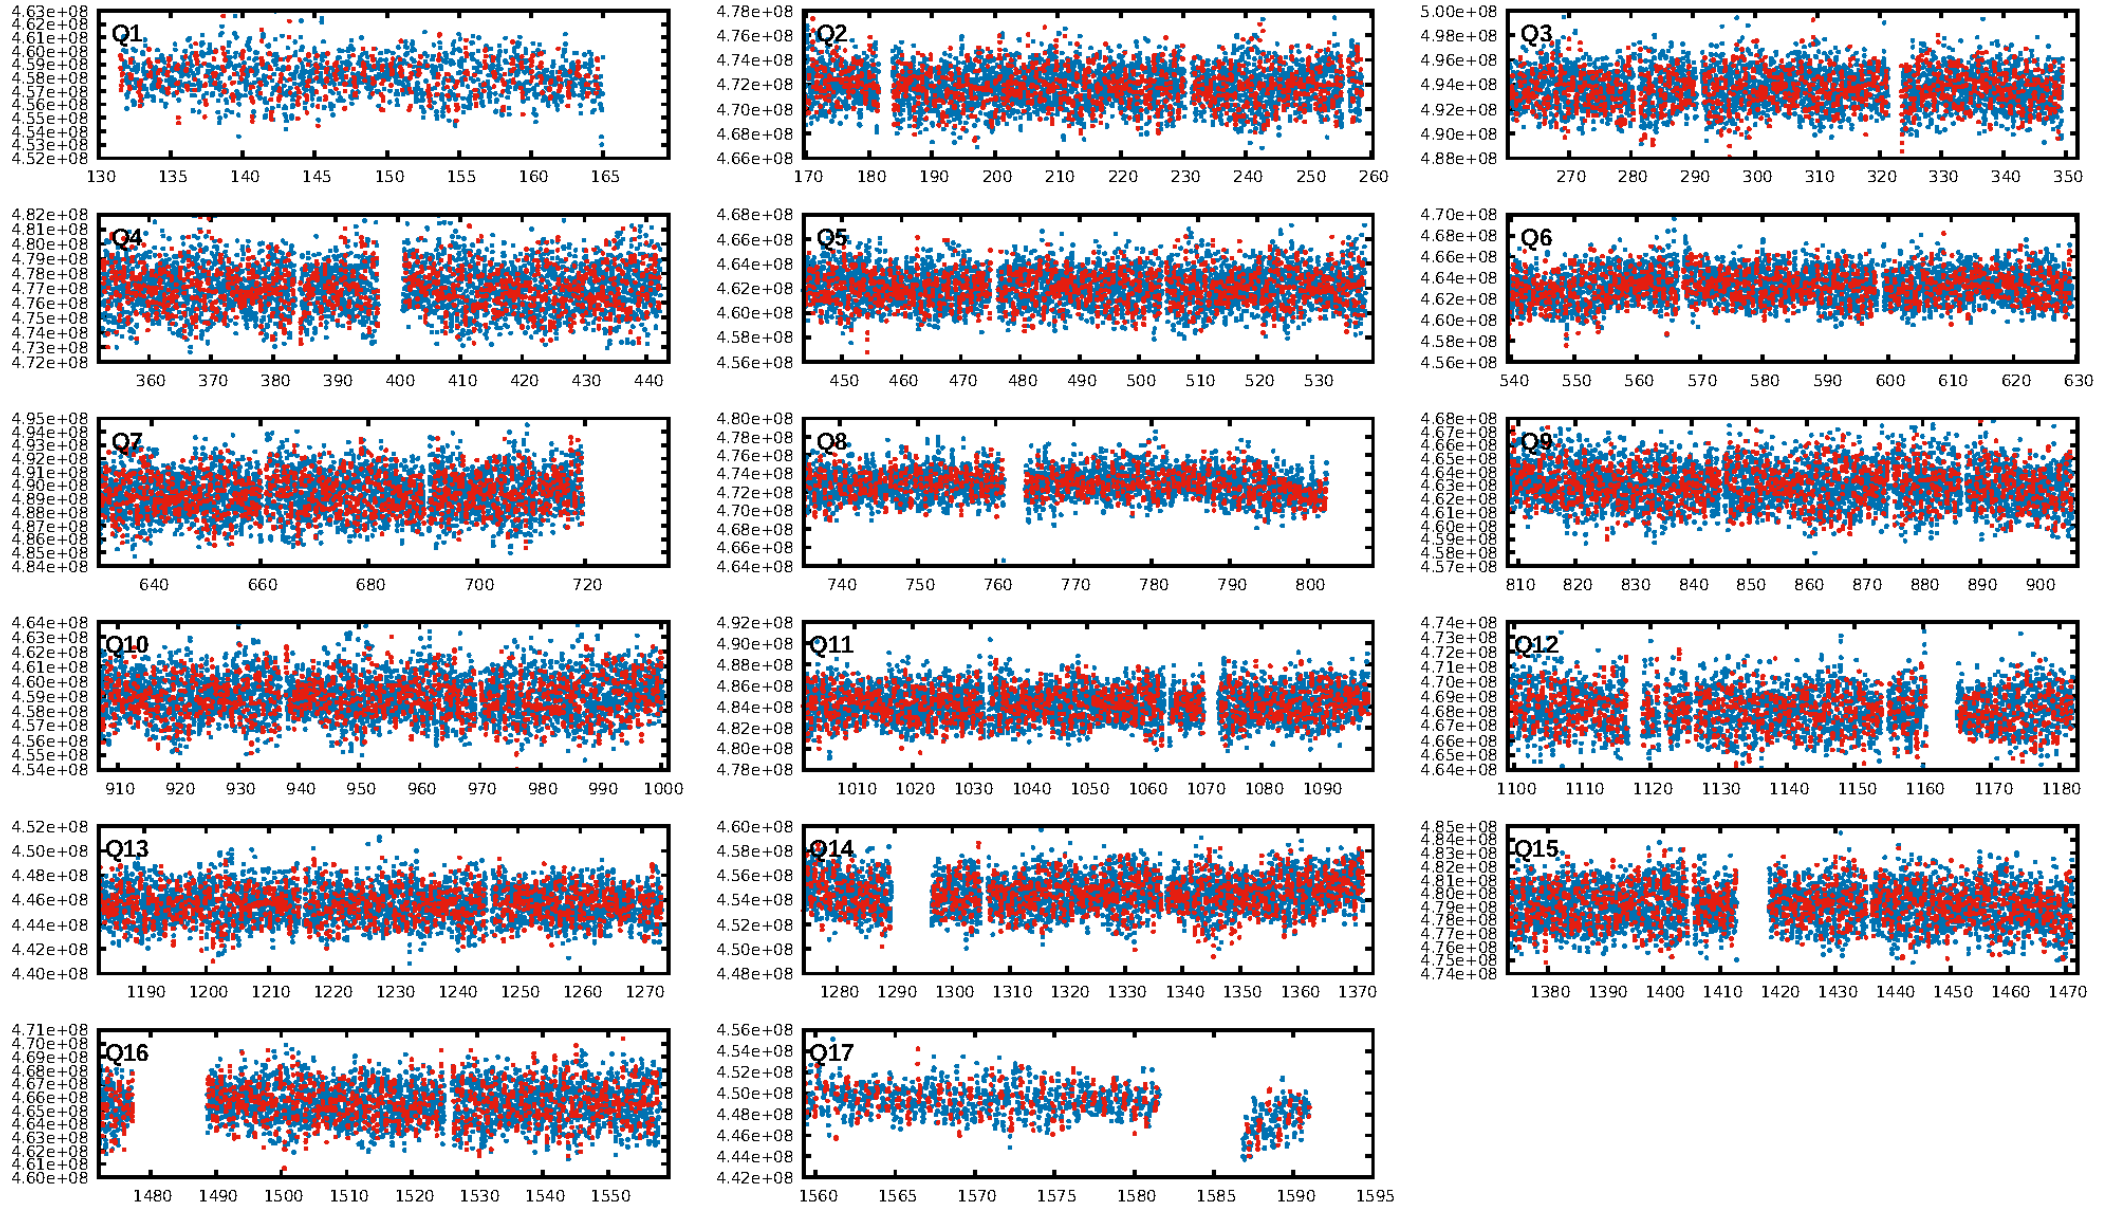 4.63e+08
4.62e+08
4.61e+08
4.60e+08
4.59e+08
4.58e+08
4.57e+08
4.56e+08
4.55e+08
4.54e+08
4.53e+08
4.52e+08
Q1
130 135 140 145 150 155 160 165
4.78e+08
4.76e+08
4.74e+08
4.72e+08
4.70e+08
4.68e+08
4.66e+08
Q2
170 180 190 200 210 220 230 240 250 260
5.00e+08
4.98e+08
4.96e+08
4.94e+08
4.92e+08
4.90e+08
4.88e+08
Q3
270 280 290 300 310 320 330 340 350
4.82e+08
4.81e+08
4.80e+08
4.79e+08
4.78e+08
4.77e+08
4.76e+08
4.75e+08
4.74e+08
4.73e+08
4.72e+08
Q4
360 370 380 390 400 410 420 430 440
4.68e+08
4.66e+08
4.64e+08
4.62e+08
4.60e+08
4.58e+08
4.56e+08
Q5
450 460 470 480 490 500 510 520 530
4.70e+08
4.68e+08
4.66e+08
4.64e+08
4.62e+08
4.60e+08
4.58e+08
4.56e+08
Q6
540 550 560 570 580 590 600 610 620 630
4.95e+08
4.94e+08
4.93e+08
4.92e+08
4.91e+08
4.90e+08
4.89e+08
4.88e+08
4.87e+08
4.86e+08
4.85e+08
4.84e+08
Q7
640 660 680 700 720
4.80e+08
4.78e+08
4.76e+08
4.74e+08
4.72e+08
4.70e+08
4.68e+08
4.66e+08
4.64e+08
Q8
740 750 760 770 780 790 800
4.68e+08
4.67e+08
4.66e+08
4.65e+08
4.64e+08
4.63e+08
4.62e+08
4.61e+08
4.60e+08
4.59e+08
4.58e+08
4.57e+08
Q9
810 820 830 840 850 860 870 880 890 900
4.64e+08
4.63e+08
4.62e+08
4.61e+08
4.60e+08
4.59e+08
4.58e+08
4.57e+08
4.56e+08
4.55e+08
4.54e+08
Q10
910 920 930 940 950 960 970 980 990 1000
4.92e+08
4.90e+08
4.88e+08
4.86e+08
4.84e+08
4.82e+08
4.80e+08
4.78e+08
Q11
1010 1020 1030 1040 1050 1060 1070 1080 1090
4.74e+08
4.73e+08
4.72e+08
4.71e+08
4.70e+08
4.69e+08
4.68e+08
4.67e+08
4.66e+08
4.65e+08
4.64e+08
Q12
1100 1110 1120 1130 1140 1150 1160 1170 1180
4.52e+08
4.50e+08
4.48e+08
4.46e+08
4.44e+08
4.42e+08
4.40e+08
Q13
1190 1200 1210 1220 1230 1240 1250 1260 1270
4.60e+08
4.58e+08
4.56e+08
4.54e+08
4.52e+08
4.50e+08
4.48e+08
Q14
1280 1290 1300 1310 1320 1330 1340 1350 1360 1370
4.85e+08
4.84e+08
4.83e+08
4.82e+08
4.81e+08
4.80e+08
4.79e+08
4.78e+08
4.77e+08
4.76e+08
4.75e+08
4.74e+08
Q15
1380 1390 1400 1410 1420 1430 1440 1450 1460 1470
4.71e+08
4.70e+08
4.69e+08
4.68e+08
4.67e+08
4.66e+08
4.65e+08
4.64e+08
4.63e+08
4.62e+08
4.61e+08
4.60e+08
Q16
1480 1490 1500 1510 1520 1530 1540 1550
4.56e+08
4.54e+08
4.52e+08
4.50e+08
4.48e+08
4.46e+08
4.44e+08
4.42e+08
Q17
1560 1565 1570 1575 1580 1585 1590 1595